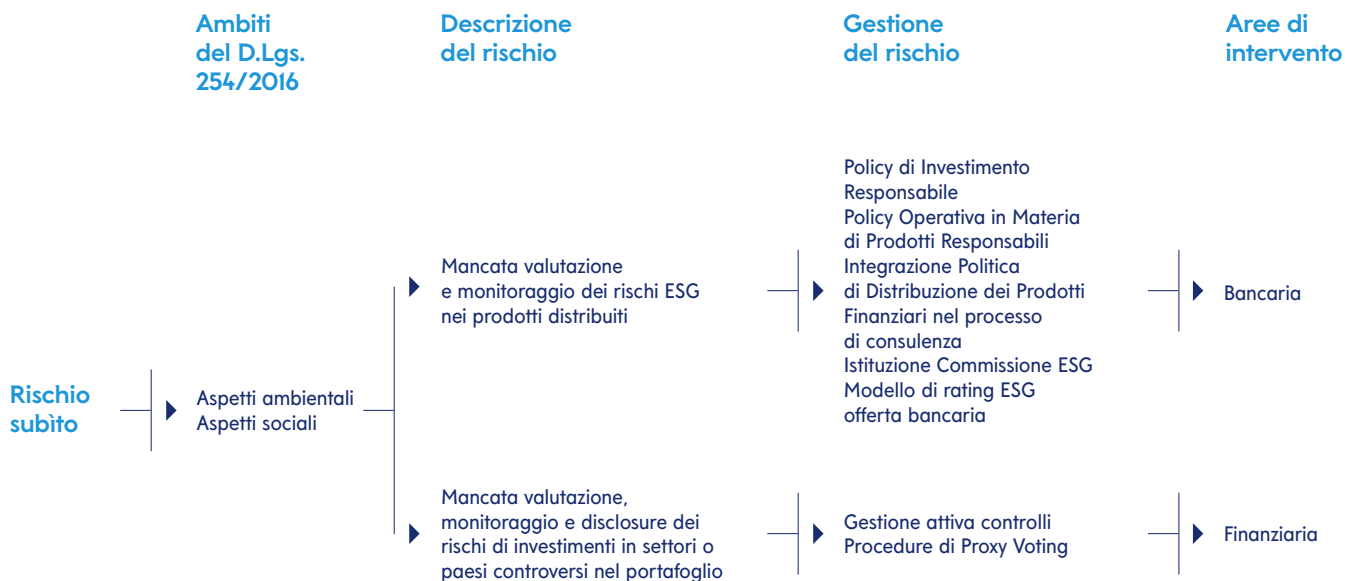 Ambiti
del D.Lgs.
254/2016
Descrizione
del rischio
Gestione
del rischio
Aree di
intervento
Rischio
subìto
Aspetti ambientali
Aspetti sociali
Mancata valutazione
e monitoraggio dei rischi ESG
nei prodotti distribuiti
Policy di Investimento
Responsabile
Policy Operativa in Materia
di Prodotti Responsabili
Integrazione Politica
di Distribuzione dei Prodotti
Finanziari nel processo
di consulenza
Istituzione Commissione ESG
Modello di rating ESG
offerta bancaria
Bancaria
Mancata valutazione,
monitoraggio e disclosure dei
rischi di investimenti in settori o
paesi controversi nel portafoglio
Gestione attiva controlli
Procedure di Proxy Voting
Finanziaria